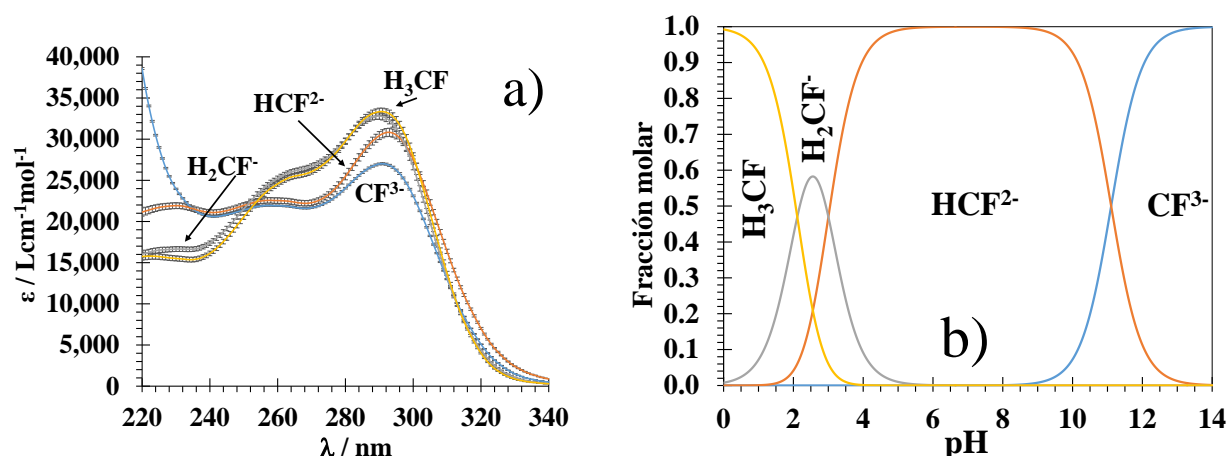 40,000
35,000
30,000
25,000
20,000
15,000
10,000
5,000
0
ε / Lcm⁻¹mol⁻¹
220 240 260 280 300 320 340
λ / nm
a)
H₃CF
HCF²⁻
H₂CF⁻
CF³⁻
1.0
0.9
0.8
0.7
0.6
0.5
0.4
0.3
0.2
0.1
0.0
Fracción molar
0 2 4 6 8 10 12 14
pH
H₃CF
H₂CF⁻
HCF²⁻
CF³⁻
b)